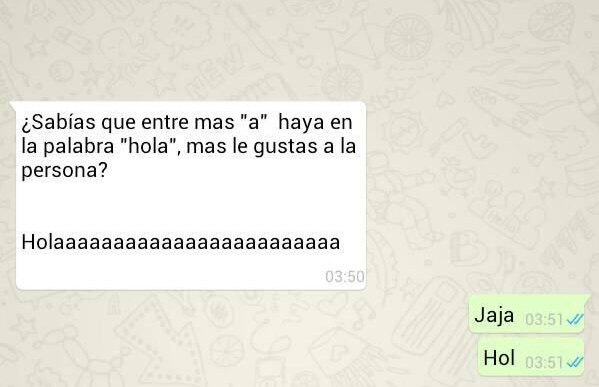 ¿Sabías que entre mas "a"  haya en
la palabra "hola", mas le gustas a la
persona?
Holaaaaaaaaaaaaaaaaaaaaaaaa
03:50
Jaja 03:51
Hol 03:51